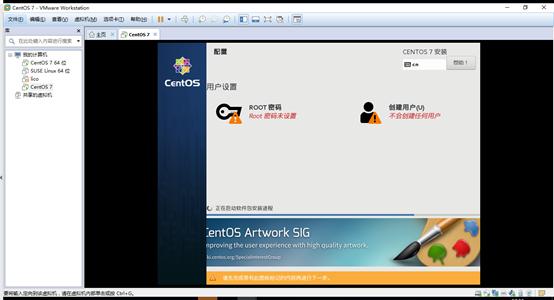 CentOS 7 - VMware Workstation
文件(F) 编辑(E) 查看(V) 虚拟机(M) 选项卡(T) 帮助(H)
库
在此处键入内容进行搜索
我的计算机
CentOS 7 64 位
SUSE Linux 64 位
lico
CentOS 7
共享的虚拟机
主页
CentOS 7
CentOS
配置
CENTOS 7 安装
cn
帮助！
用户设置
ROOT 密码
Root 密码未设置
创建用户(U)
不会创建任何用户
正在启动软件包安装进程
entOS Artwork SIG
mproving the user experience with high quality artwork.
ki.centos.org/SpecialInterestGroup
请先完成带有此图标标记的内容再进行下一步。
要将输入定向到该虚拟机，请在虚拟机内部单击或按 Ctrl+G。